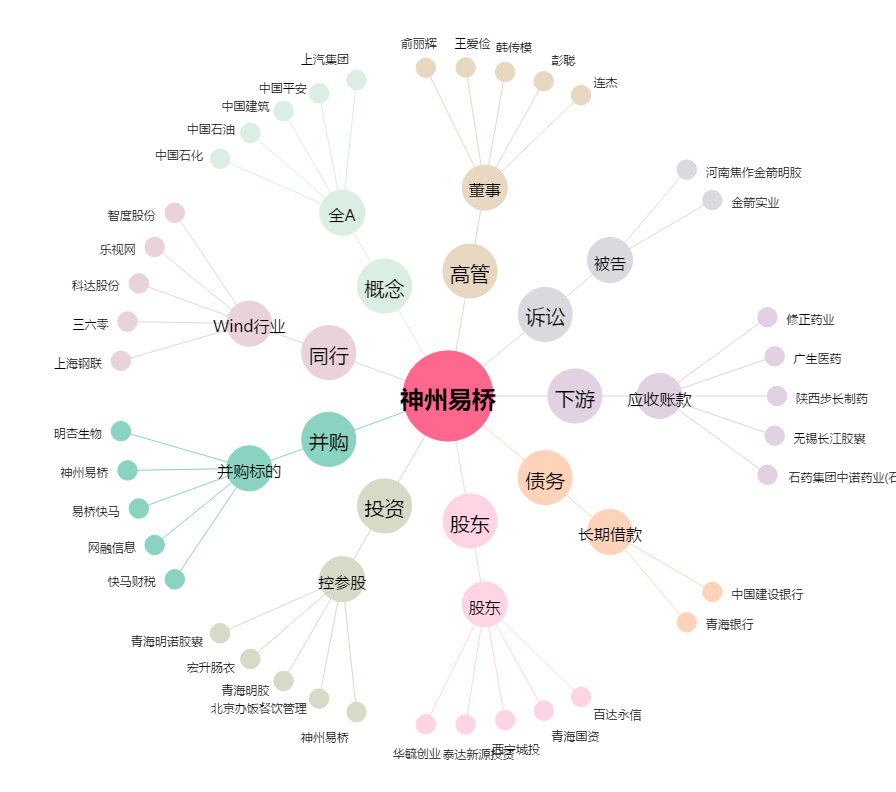 俞丽辉
王爱俭
韩传模
彭聪
连杰
董事
高管
上汽集团
中国平安
中国建筑
中国石油
中国石化
全A
概念
河南焦作金箭明胶
金箭实业
被告
诉讼
智度股份
乐视网
科达股份
三六零
上海钢联
Wind行业
同行
神州易桥
下游
应收账款
修正药业
广生医药
陕西步长制药
无锡长江胶囊
石药集团中诺药业(石
明杏生物
神州易桥
易桥快马
网融信息
快马财税
并购标的
并购
投资
控参股
青海明诺胶囊
宏升肠衣
青海明胶
北京办饭餐饮管理
神州易桥
股东
股东
华毓创业
泰达新源投资
西宁城投
青海国资
百达永信
债务
长期借款
中国建设银行
青海银行